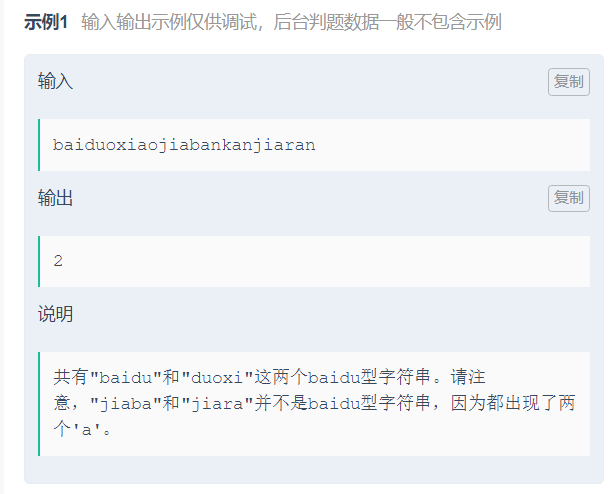 示例1 输入输出示例仅供调试，后台判题数据一般不包含示例
输入
复制
baiduoxiaojiabankanjiaran
输出
复制
2
说明
共有"baidu"和"duoxi"这两个baidu型字符串。请注
意，"jiaba"和"jiara"并不是baidu型字符串，因为都出现了两
个'a'。